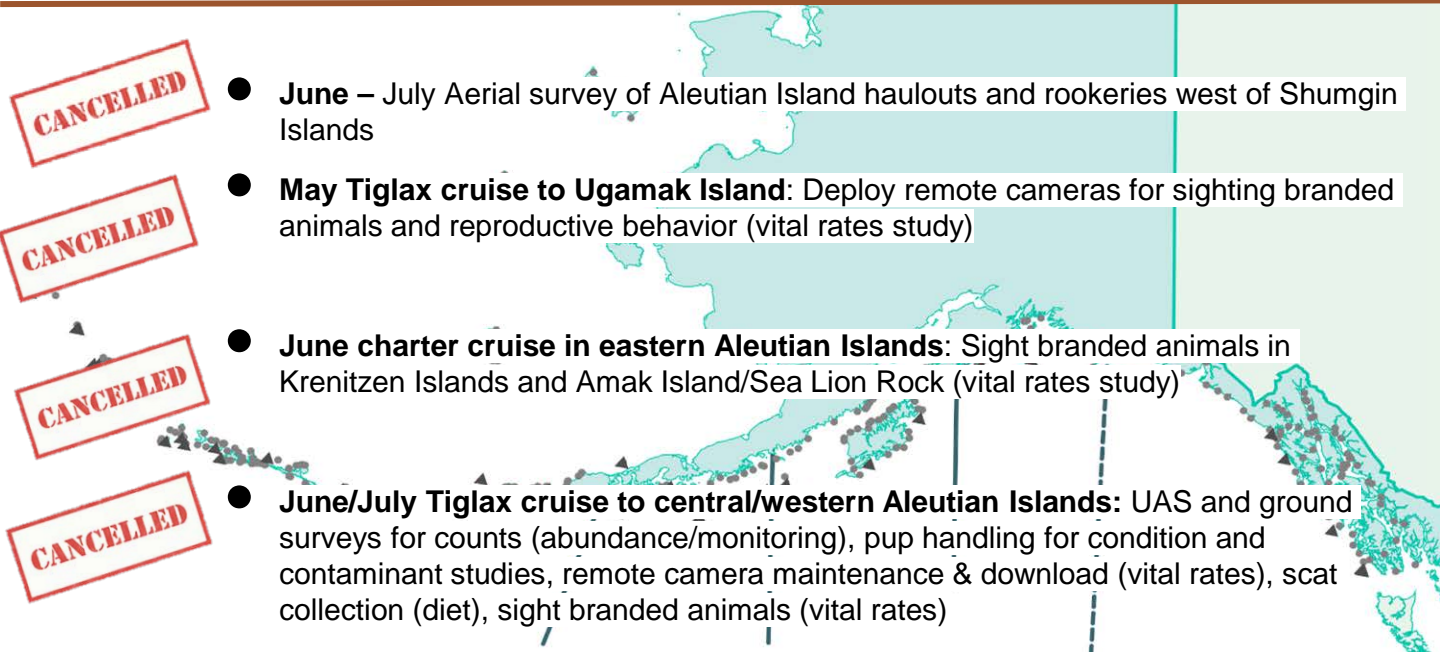 CANCELLED
● June – July Aerial survey of Aleutian Island haulouts and rookeries west of Shumgin
Islands
CANCELLED
● May Tiglax cruise to Ugamak Island: Deploy remote cameras for sighting branded
animals and reproductive behavior (vital rates study)
CANCELLED
● June charter cruise in eastern Aleutian Islands: Sight branded animals in
Krenitzen Islands and Amak Island/Sea Lion Rock (vital rates study)
CANCELLED
● June/July Tiglax cruise to central/western Aleutian Islands: UAS and ground
surveys for counts (abundance/monitoring), pup handling for condition and
contaminant studies, remote camera maintenance & download (vital rates), scat
collection (diet), sight branded animals (vital rates)